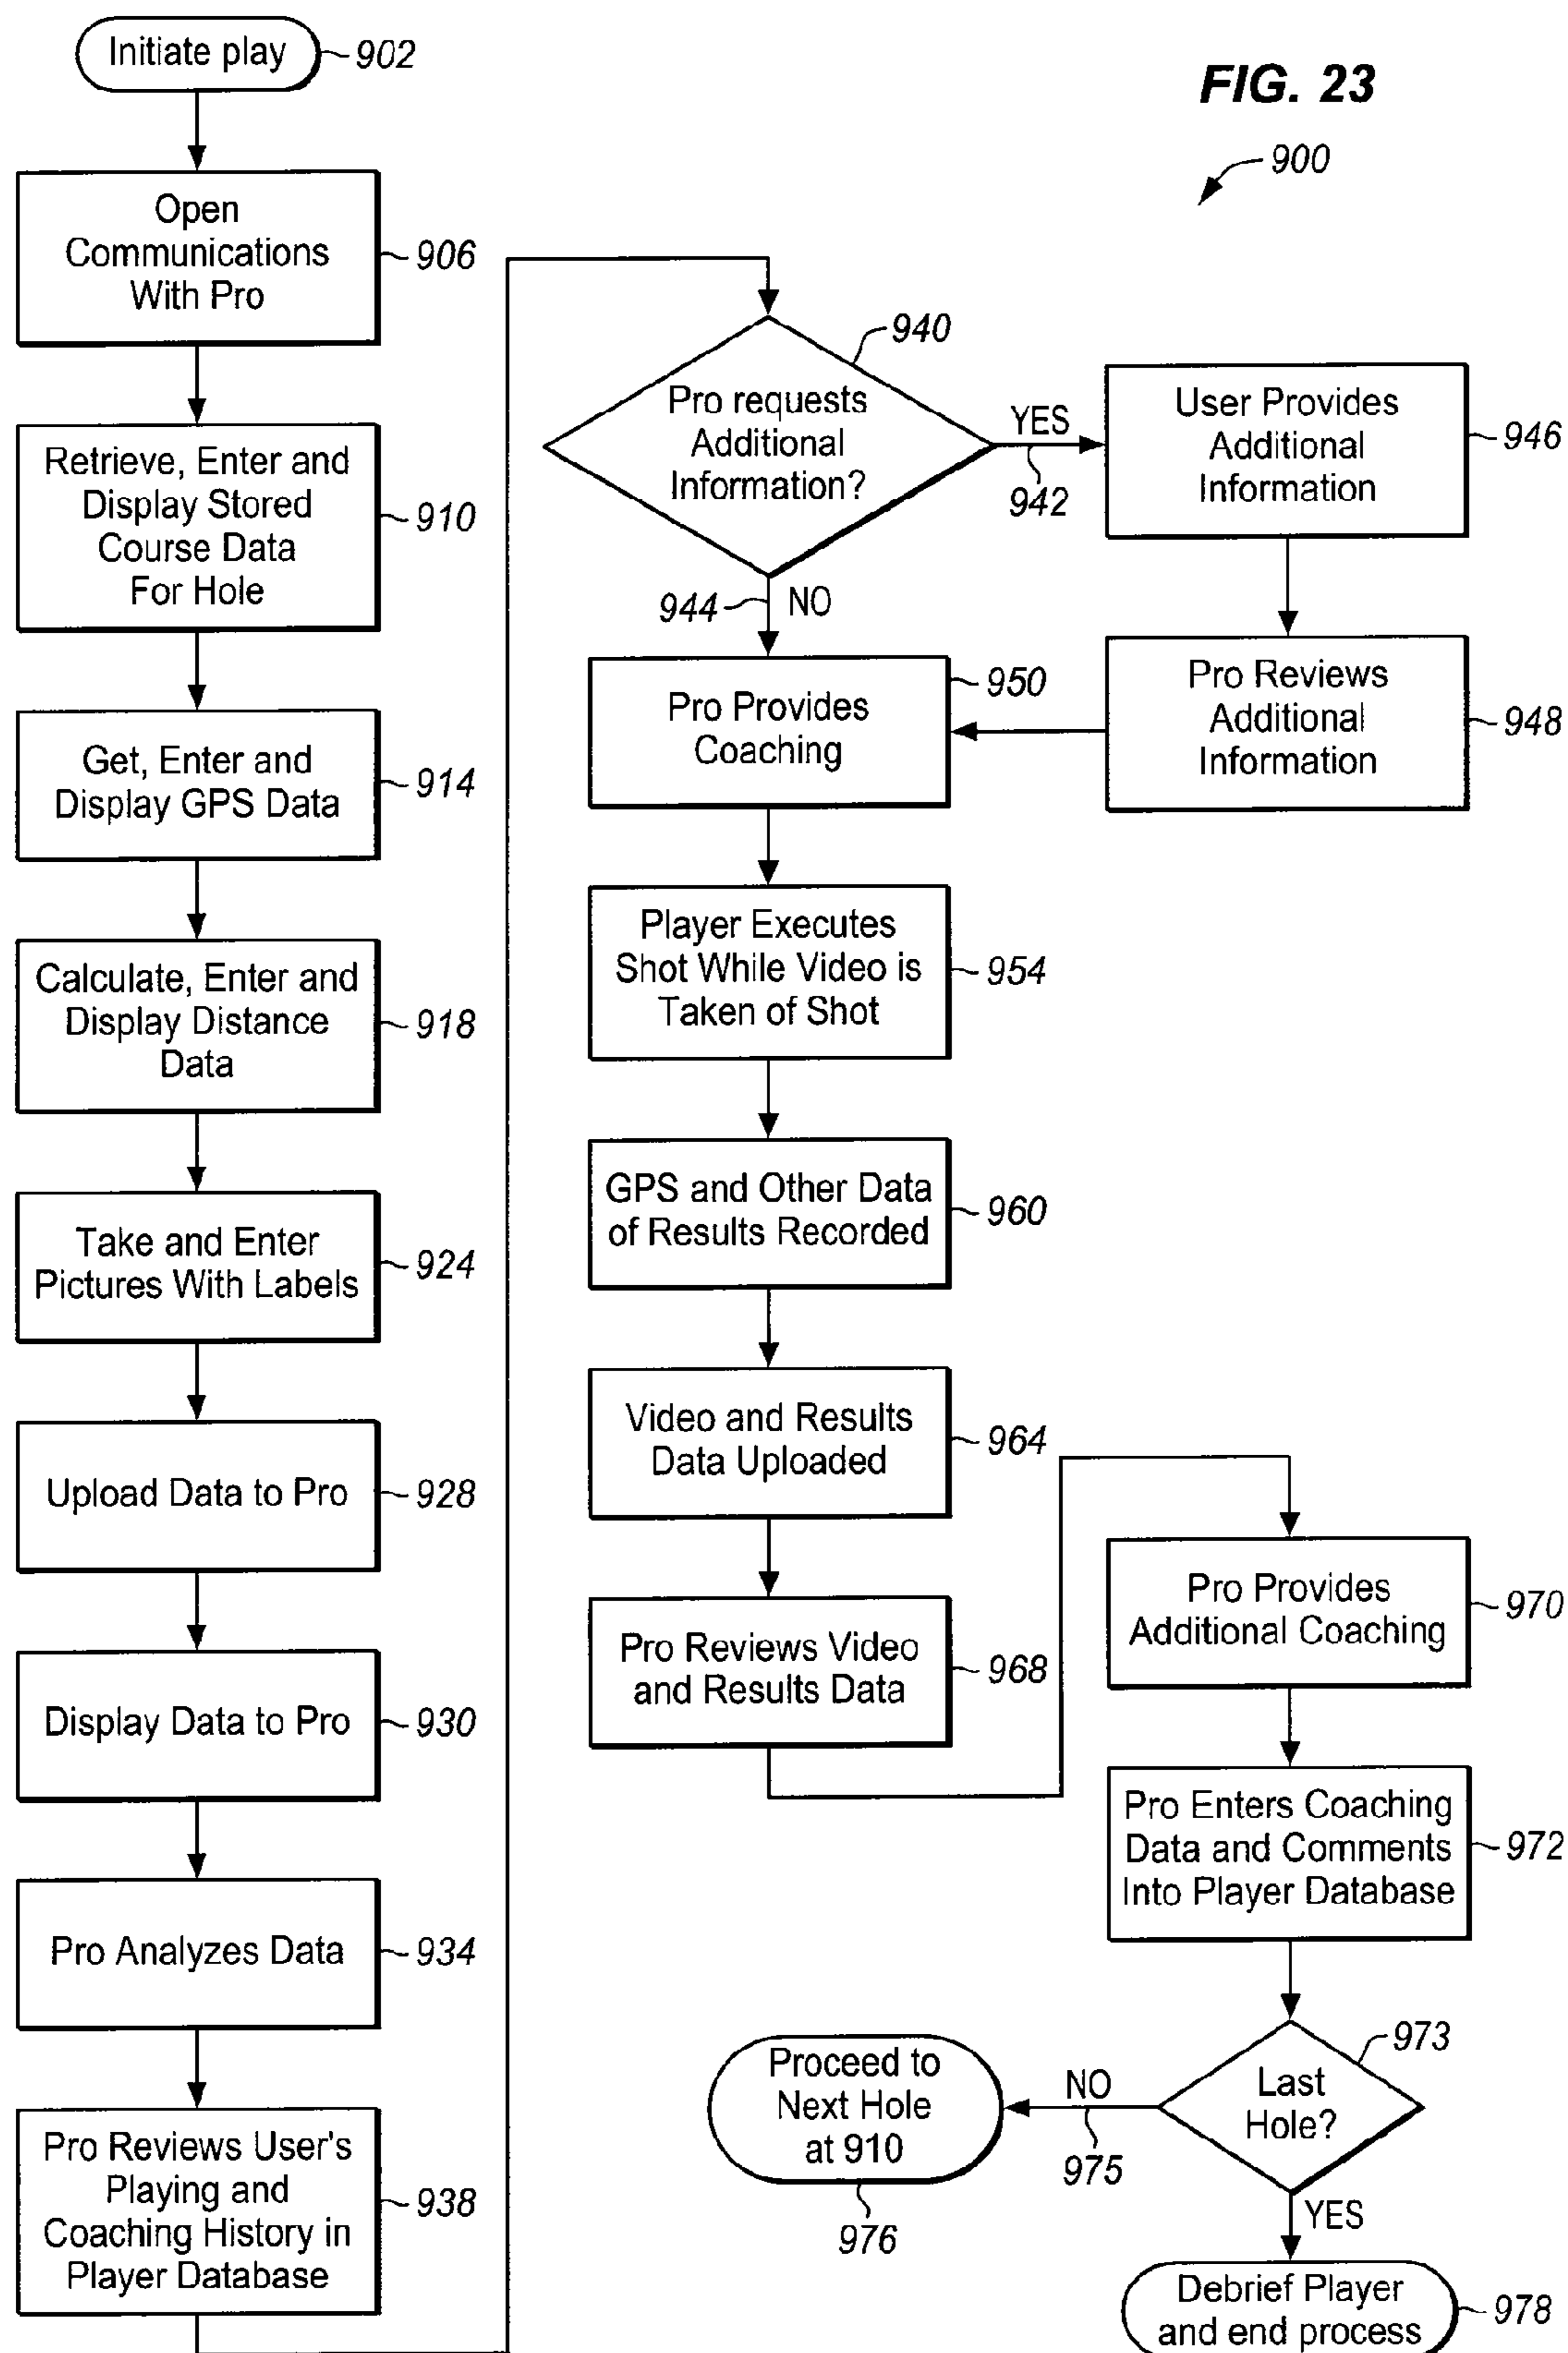 FIG. 23
900
Initiate play
902
Open
Communications
With Pro
906
Retrieve, Enter and
Display Stored
Course Data
For Hole
910
Get, Enter and
Display GPS Data
914
Calculate, Enter and
Display Distance
Data
918
Take and Enter
Pictures With Labels
924
Upload Data to Pro
928
Display Data to Pro
930
Pro Analyzes Data
934
Pro Reviews User's
Playing and
Coaching History in
Player Database
938
Pro requests
Additional
Information?
940
YES
942
User Provides
Additional
Information
946
Pro Reviews
Additional
Information
948
944
NO
Pro Provides
Coaching
950
Player Executes
Shot While Video is
Taken of Shot
954
GPS and Other Data
of Results Recorded
960
Video and Results
Data Uploaded
964
Pro Reviews Video
and Results Data
968
Pro Provides
Additional Coaching
970
Pro Enters Coaching
Data and Comments
Into Player Database
972
Last
Hole?
973
NO
975
Proceed to
Next Hole
at 910
976
YES
Debrief Player
and end process
978